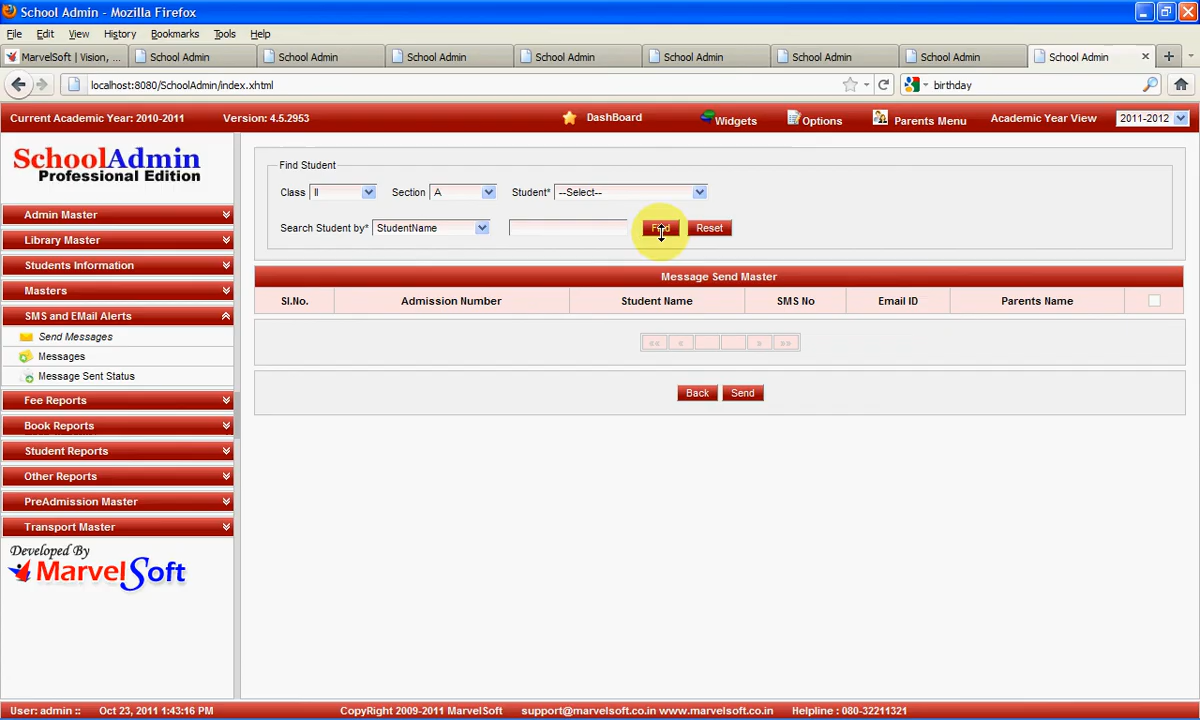 School Admin - Mozilla Firefox
File Edit View History Bookmarks Tools Help
MarvelSoft | Vision, ... School Admin School Admin School Admin School Admin School Admin School Admin School Admin School Admin
localhost:8080/SchoolAdmin/index.xhtml birthday
Current Academic Year: 2010-2011 Version: 4.5.2953 DashBoard Widgets Options Parents Menu Academic Year View 2011-2012
SchoolAdmin
Professional Edition
Admin Master
Library Master
Students Information
Masters
SMS and EMail Alerts
Send Messages
Messages
Message Sent Status
Fee Reports
Book Reports
Student Reports
Other Reports
PreAdmission Master
Transport Master
Developed By
MarvelSoft
Find Student
Class II Section A Student* --Select--
Search Student by* StudentName Find Reset
Message Send Master
Sl.No. Admission Number Student Name SMS No Email ID Parents Name
Back Send
User: admin :: Oct 23, 2011 1:43:16 PM CopyRight 2009-2011 MarvelSoft support@marvelsoft.co.in www.marvelsoft.co.in Helpline : 080-32211321